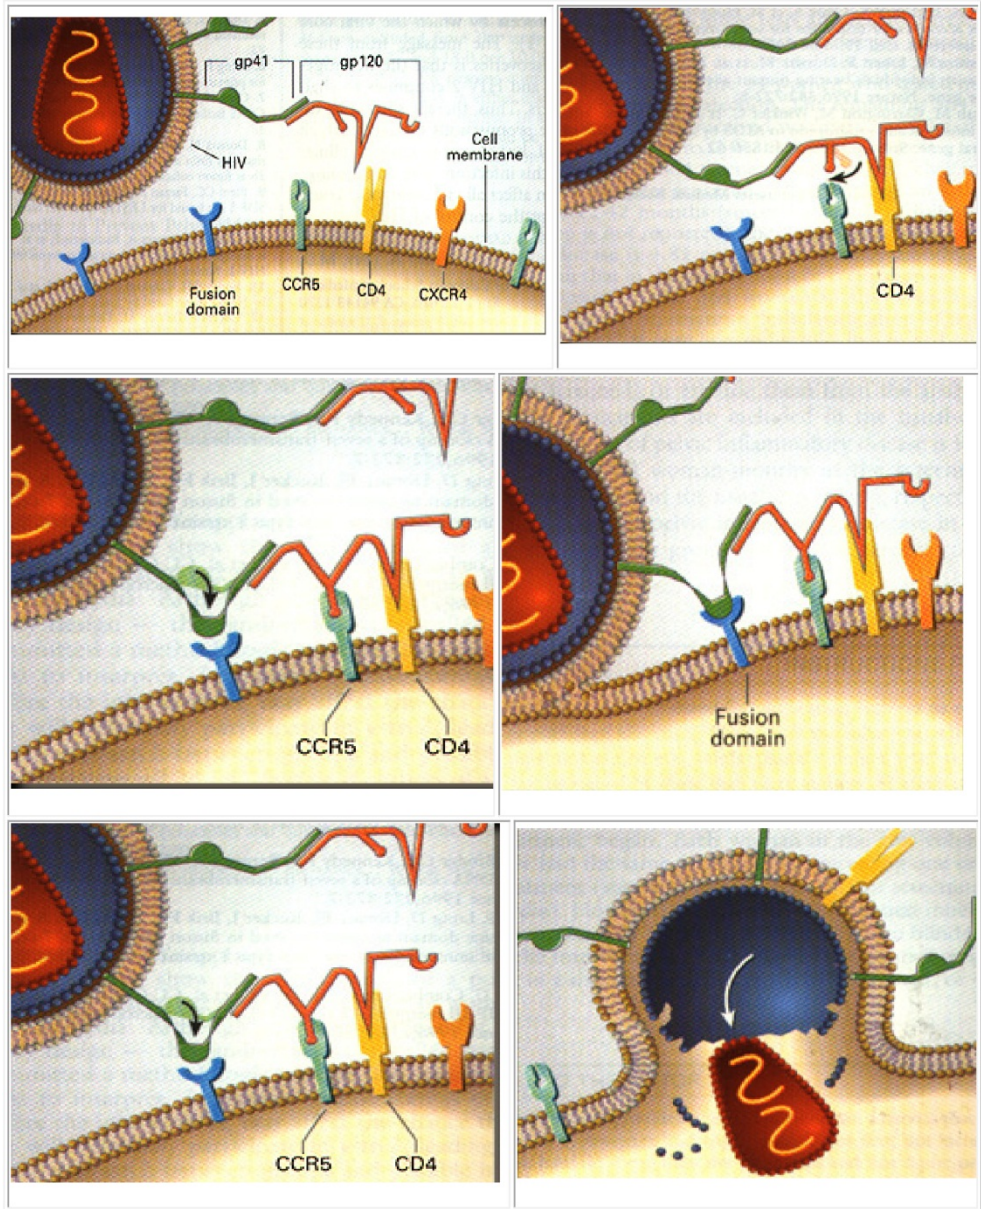 gp41
gp120
HIV
Cell
membrane
Fusion
domain
CCR5
CD4
CXCR4
CD4
CCR5
CD4
Fusion
domain
CCR5
CD4